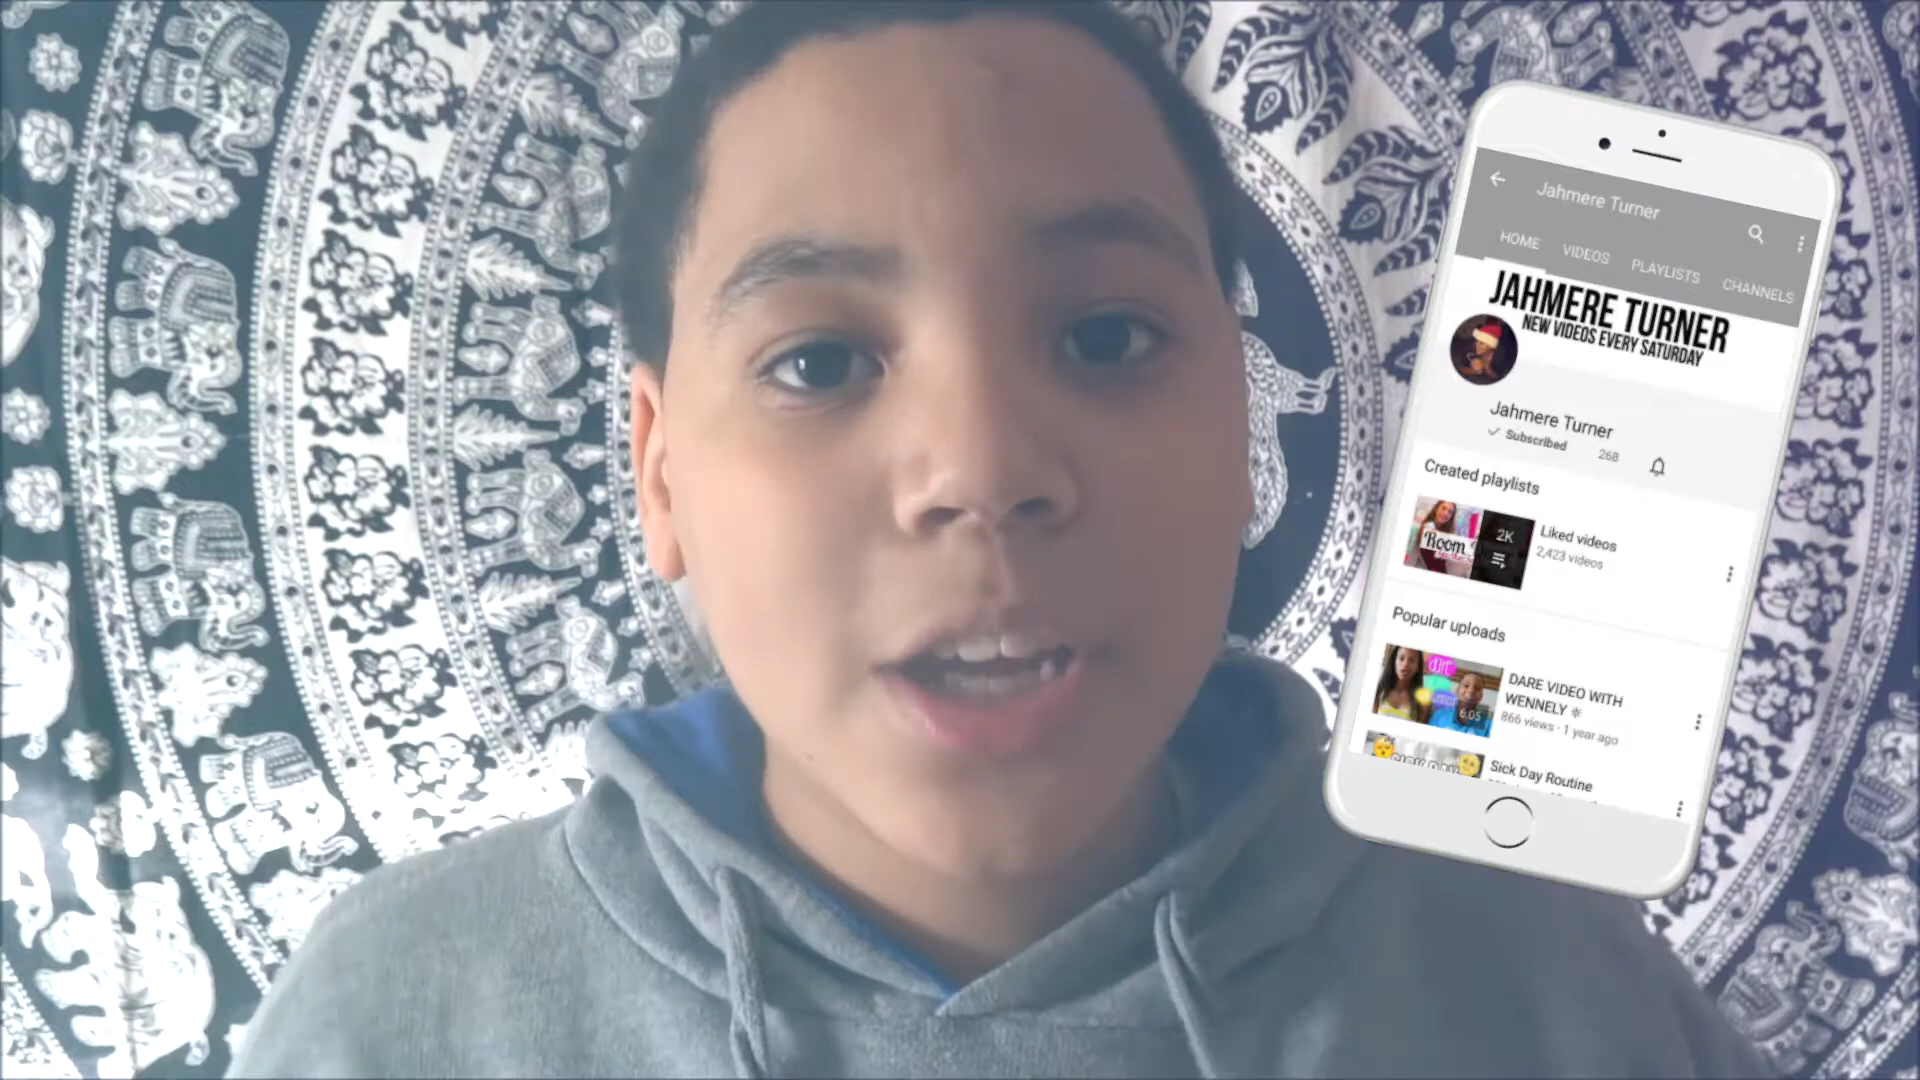 Jahmere Turner
HOME VIDEOS PLAYLISTS CHANNELS
JAHMERE TURNER
NEW VIDEOS EVERY SATURDAY
Jahmere Turner
Subscribed 268
Created playlists
Room
2K
Liked videos
2,423 videos
Popular uploads
6:05
DARE VIDEO WITH
WENNELY
866 views · 1 year ago
Sick Day Routine